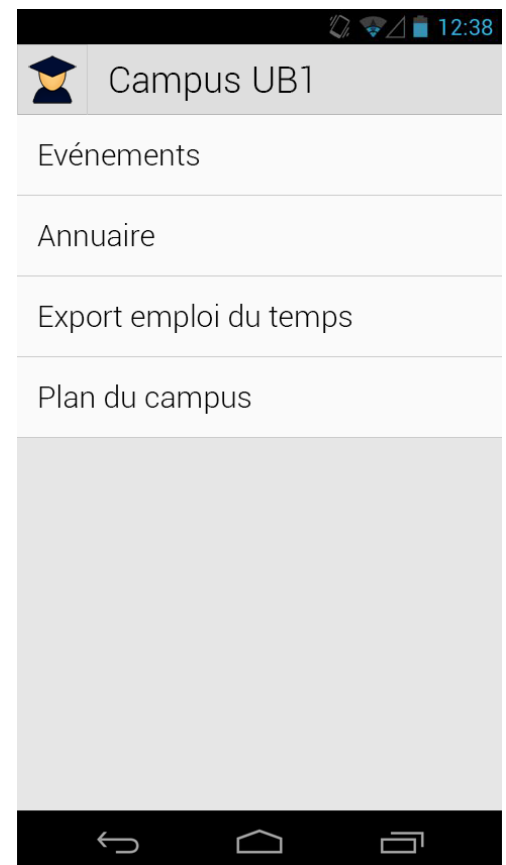 12:38
Campus UB1
Evénements
Annuaire
Export emploi du temps
Plan du campus